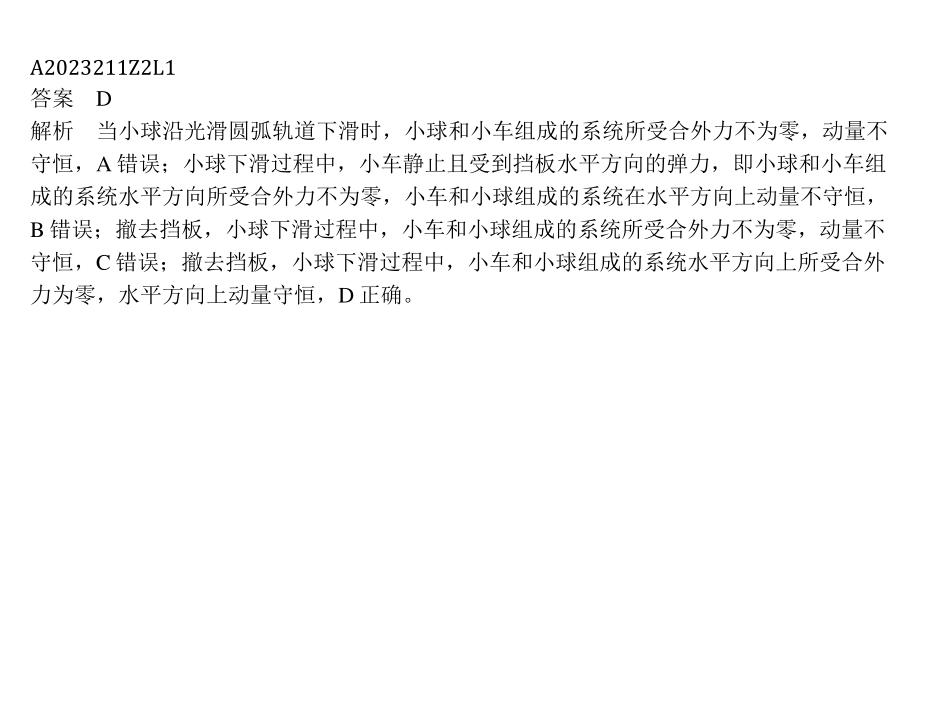 A2023211Z2L1
答案 D
解析 当小球沿光滑圆弧轨道下滑时，小球和小车组成的系统所受合外力不为零，动量不
守恒，A 错误；小球下滑过程中，小车静止且受到挡板水平方向的弹力，即小球和小车组
成的系统水平方向所受合外力不为零，小车和小球组成的系统在水平方向上动量不守恒，
B 错误；撤去挡板，小球下滑过程中，小车和小球组成的系统所受合外力不为零，动量不
守恒，C 错误；撤去挡板，小球下滑过程中，小车和小球组成的系统水平方向上所受合外
力为零，水平方向上动量守恒，D 正确。